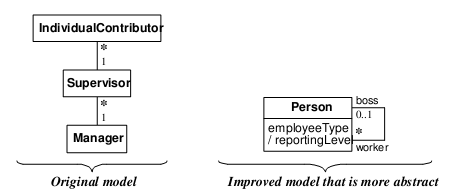 IndividualContributor
*
1
Supervisor
*
1
Manager
Original model
Person
employeeType
/ reportingLevel
boss
0..1
*
worker
Improved model that is more abstract